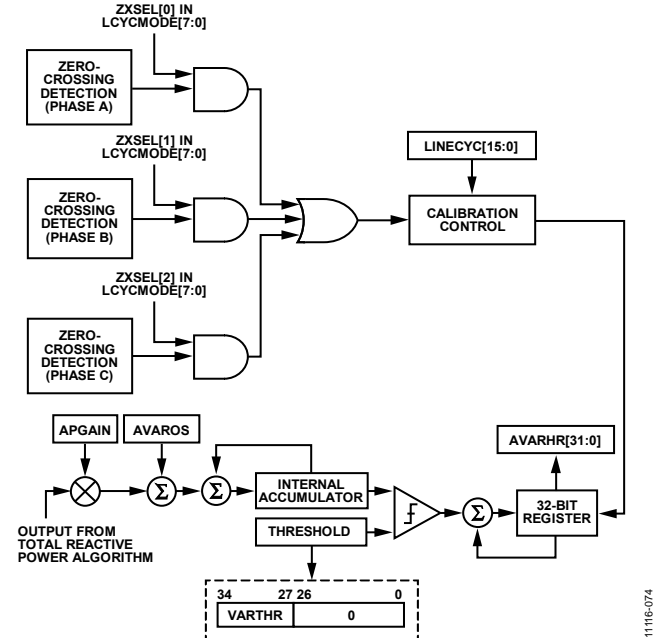 ZXSEL[0] IN
LCYCMODE[7:0]
ZERO-
CROSSING
DETECTION
(PHASE A)
ZXSEL[1] IN
LCYCMODE[7:0]
ZERO-
CROSSING
DETECTION
(PHASE B)
ZXSEL[2] IN
LCYCMODE[7:0]
ZERO-
CROSSING
DETECTION
(PHASE C)
LINECYC[15:0]
CALIBRATION
CONTROL
APGAIN
AVAROS
Σ
Σ
INTERNAL
ACCUMULATOR
THRESHOLD
Σ
AVARHR[31:0]
32-BIT
REGISTER
OUTPUT FROM
TOTAL REACTIVE
POWER ALGORITHM
34 27 26 0
VARTHR 0
11116-074